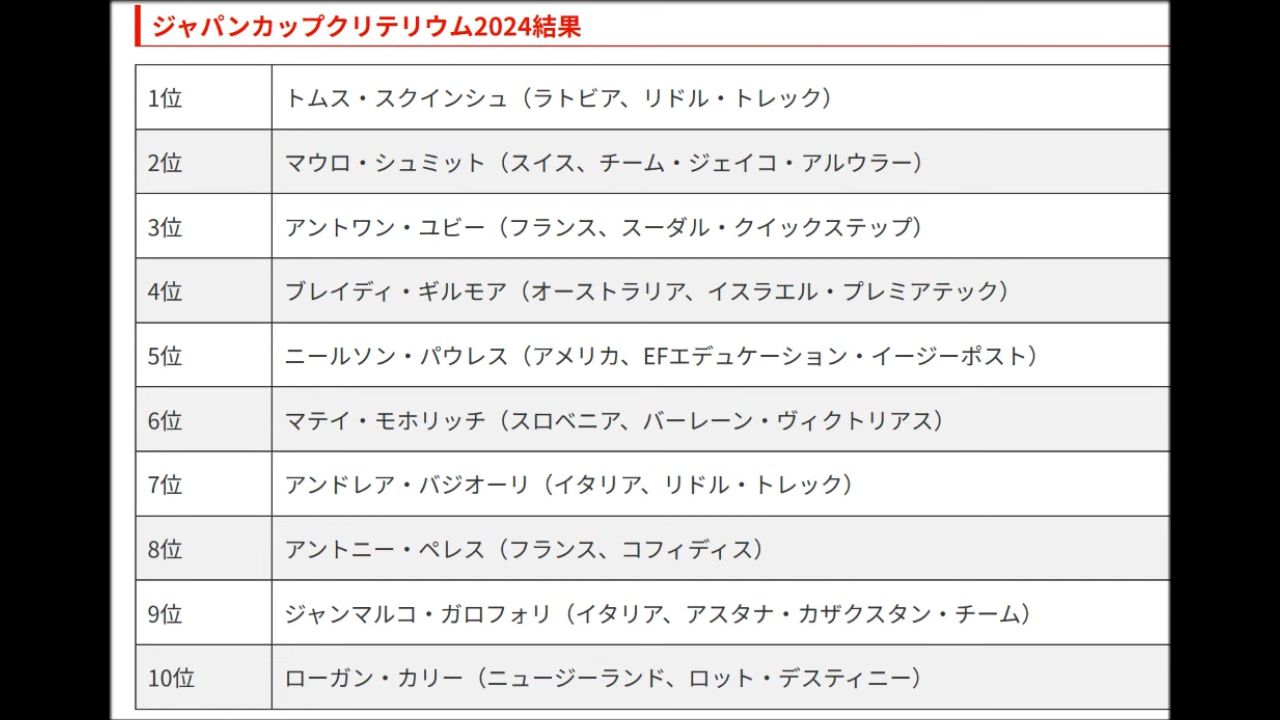 ジャパンカップクリテリウム2024結果
1位 トムス・スクインシュ（ラトビア、リドル・トレック）
2位 マウロ・シュミット（スイス、チーム・ジェイコ・アルウラー）
3位 アントワン・ユビー（フランス、スーダル・クイックステップ）
4位 ブレイディ・ギルモア（オーストラリア、イスラエル・プレミアテック）
5位 ニールソン・パウレス（アメリカ、EFエデュケーション・イージーポスト）
6位 マテイ・モホリッチ（スロベニア、バーレーン・ヴィクトリアス）
7位 アンドレア・バジオーリ（イタリア、リドル・トレック）
8位 アントニー・ペレス（フランス、コフィディス）
9位 ジャンマルコ・ガロフォリ（イタリア、アスタナ・カザクスタン・チーム）
10位 ローガン・カリー（ニュージーランド、ロット・デスティニー）